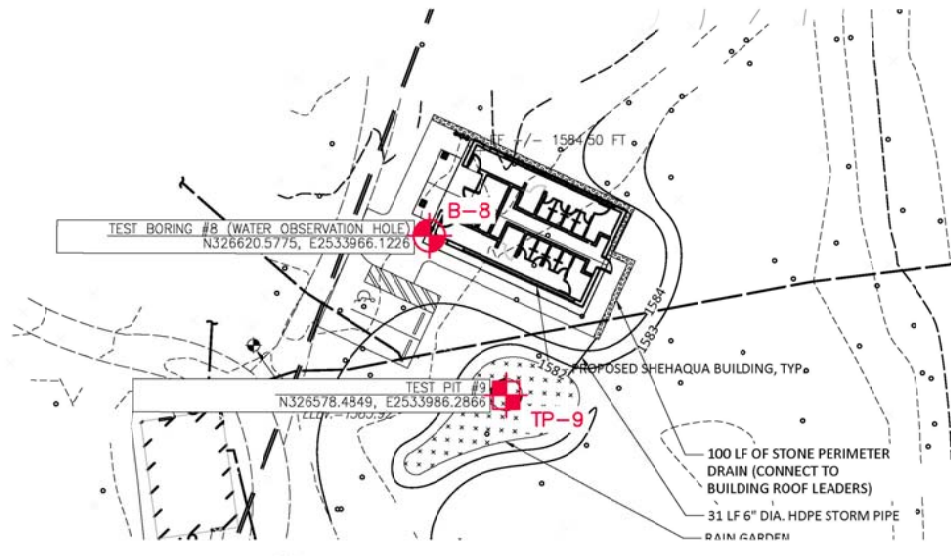 FF +/- 1584.50 FT
B-8
TEST BORING #8 (WATER OBSERVATION HOLE)
N326620.5775, E2533966.1226
1584
1583
1582
PROPOSED SHEHAQUA BUILDING, TYP.
TEST PIT #9
N326578.4849, E2533986.2866
TP-9
100 LF OF STONE PERIMETER
DRAIN (CONNECT TO
BUILDING ROOF LEADERS)
31 LF 6" DIA. HDPE STORM PIPE
RAIN GARDEN